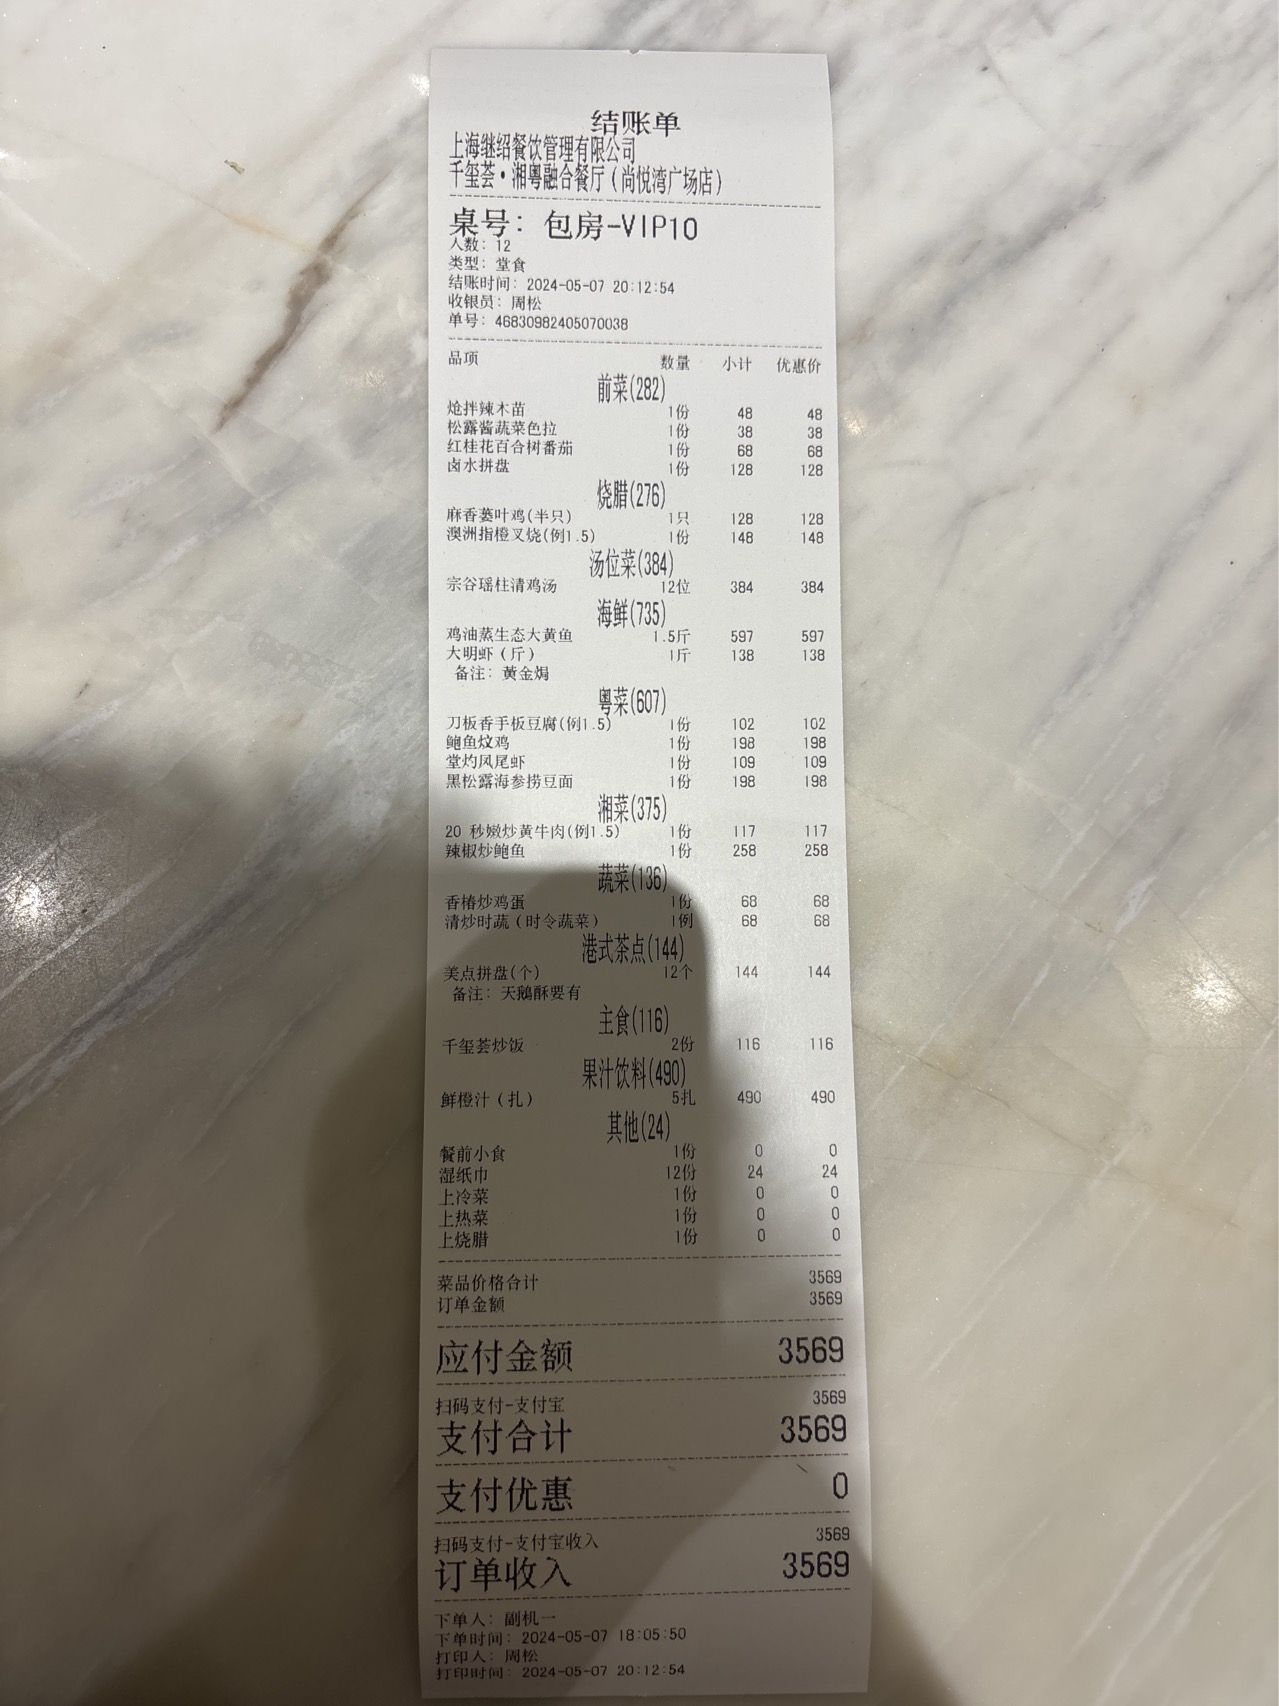 结账单
上海继绍餐饮管理有限公司
千玺荟·湘粤融合餐厅(尚悦湾广场店)
桌号: 包房-VIP10
人数: 12
类型: 堂食
结账时间: 2024-05-07 20:12:54
收银员: 周松
单号: 46830982405070038
品项 数量 小计 优惠价
前菜(282)
炝拌辣木苗 1份 48 48
松露酱蔬菜色拉 1份 38 38
红桂花百合树番茄 1份 68 68
卤水拼盘 1份 128 128
烧腊(276)
麻香蒌叶鸡(半只) 1只 128 128
澳洲指橙叉烧(例1.5) 1份 148 148
汤位菜(384)
宗谷瑶柱清鸡汤 12位 384 384
海鲜(735)
鸡油蒸生态大黄鱼 1.5斤 597 597
大明虾(斤) 1斤 138 138
备注: 黄金焗
粤菜(607)
刀板香手板豆腐(例1.5) 1份 102 102
鲍鱼炆鸡 1份 198 198
堂灼凤尾虾 1份 109 109
黑松露海参捞豆面 1份 198 198
湘菜(375)
20 秒嫩炒黄牛肉(例1.5) 1份 117 117
辣椒炒鲍鱼 1份 258 258
蔬菜(136)
香椿炒鸡蛋 1份 68 68
清炒时蔬(时令蔬菜) 1例 68 68
港式茶点(144)
美点拼盘(个) 12个 144 144
备注: 天鹅酥要有
主食(116)
千玺荟炒饭 2份 116 116
果汁饮料(490)
鲜橙汁(扎) 5扎 490 490
其他(24)
餐前小食 1份 0 0
湿纸巾 12份 24 24
上冷菜 1份 0 0
上热菜 1份 0 0
上烧腊 1份 0 0
菜品价格合计 3569
订单金额 3569
应付金额 3569
扫码支付-支付宝 3569
支付合计 3569
支付优惠 0
扫码支付-支付宝收入 3569
订单收入 3569
下单人: 副机一
下单时间: 2024-05-07 18:05:50
打印人: 周松
打印时间: 2024-05-07 20:12:54